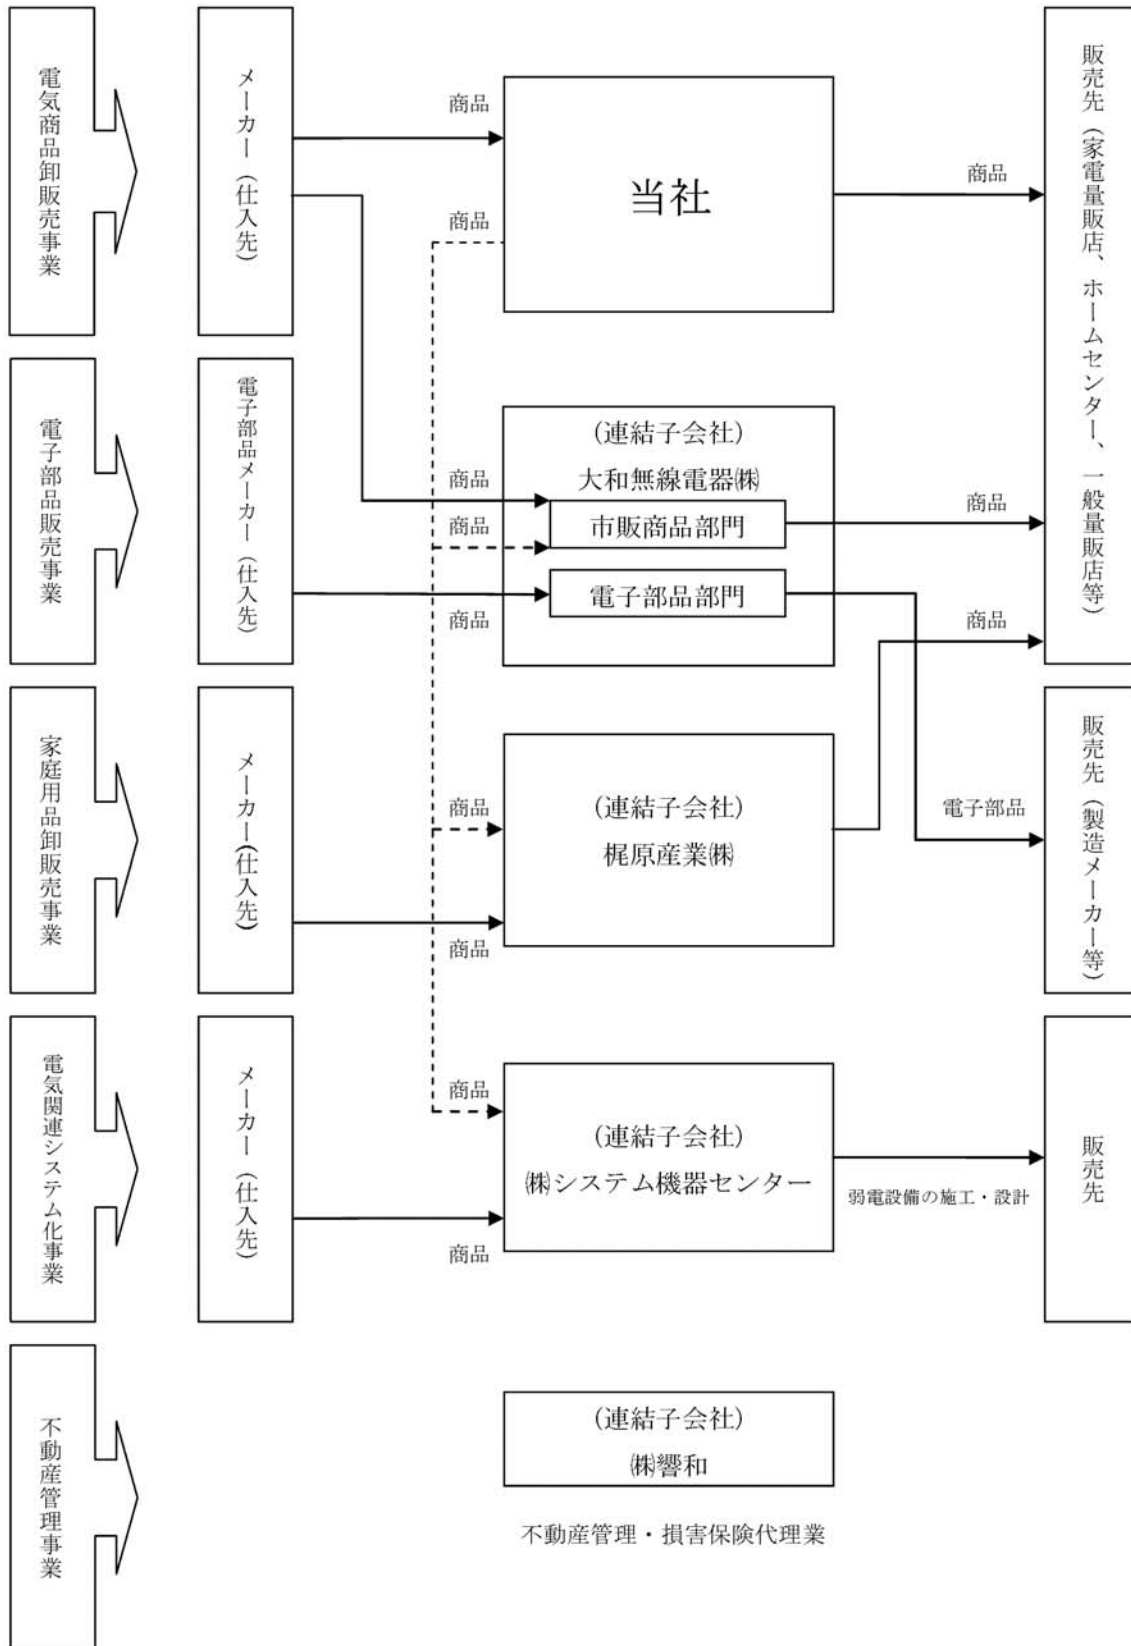 電気商品卸販売事業
メーカー（仕入先）
商品
商品
当社
商品
販売先（家電量販店、ホームセンター、一般量販店等）
電子部品販売事業
電子部品メーカー（仕入先）
商品
商品
商品
（連結子会社）
大和無線電器㈱
市販商品部門
電子部品部門
商品
商品
家庭用品卸販売事業
メーカー（仕入先）
商品
商品
（連結子会社）
梶原産業㈱
電子部品
販売先（製造メーカー等）
電気関連システム化事業
メーカー（仕入先）
商品
商品
（連結子会社）
㈱システム機器センター
弱電設備の施工・設計
販売先
不動産管理事業
（連結子会社）
㈱響和
不動産管理・損害保険代理業